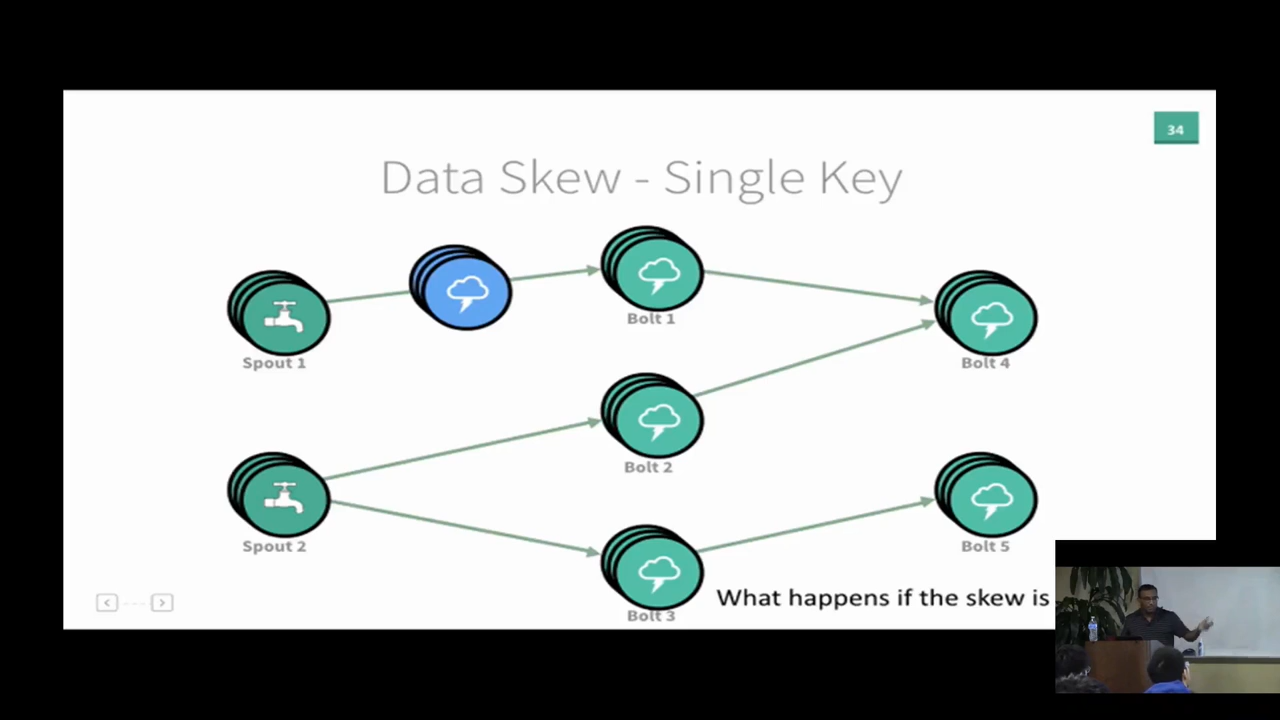 34
Data Skew - Single Key
Spout 1
Bolt 1
Bolt 4
Bolt 2
Spout 2
Bolt 5
Bolt 3
What happens if the skew is